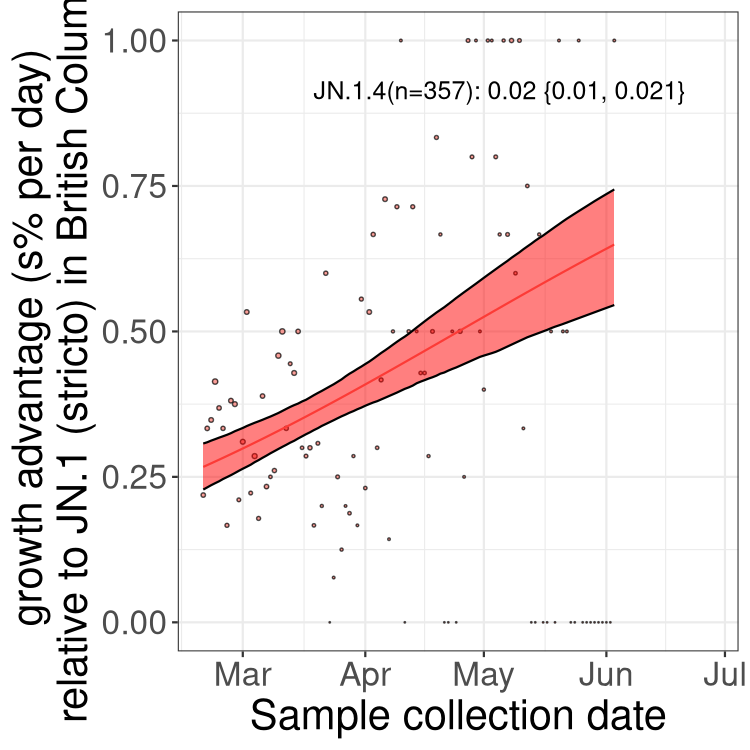 growth advantage (s% per day)
relative to JN.1 (stricto) in British Colum
1.00
0.75
0.50
0.25
0.00
JN.1.4(n=357): 0.02 {0.01, 0.021}
Mar Apr May Jun Jul
Sample collection date